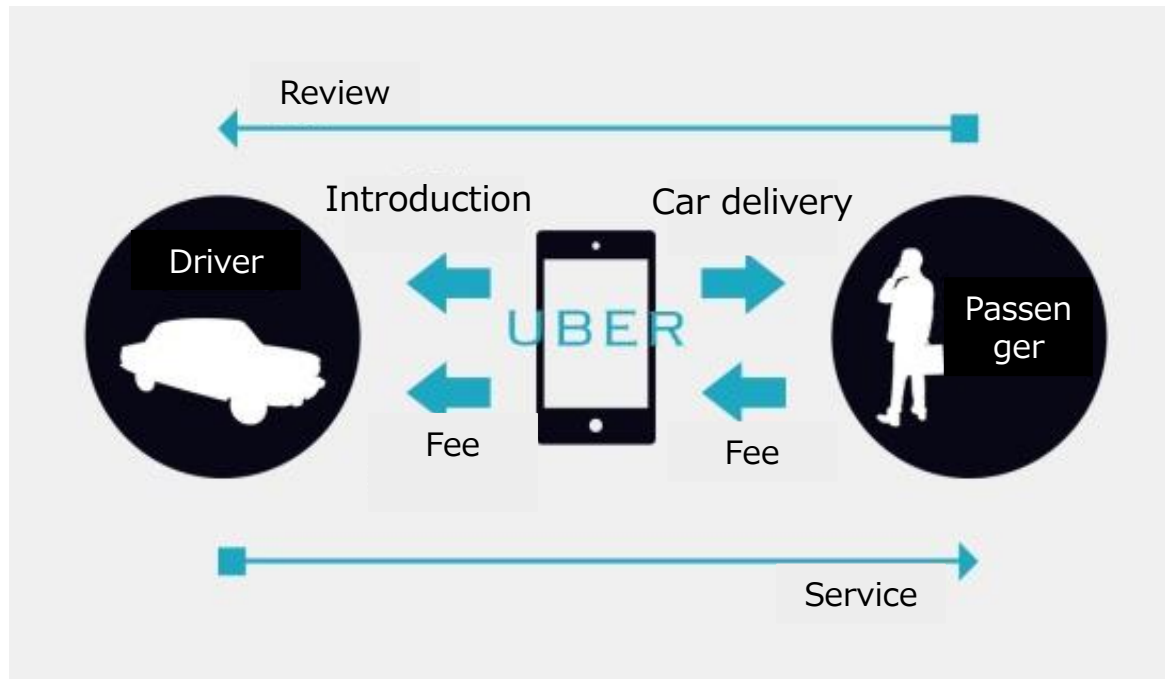 Review
Introduction
Car delivery
Driver
UBER
Passen
ger
Fee
Fee
Service